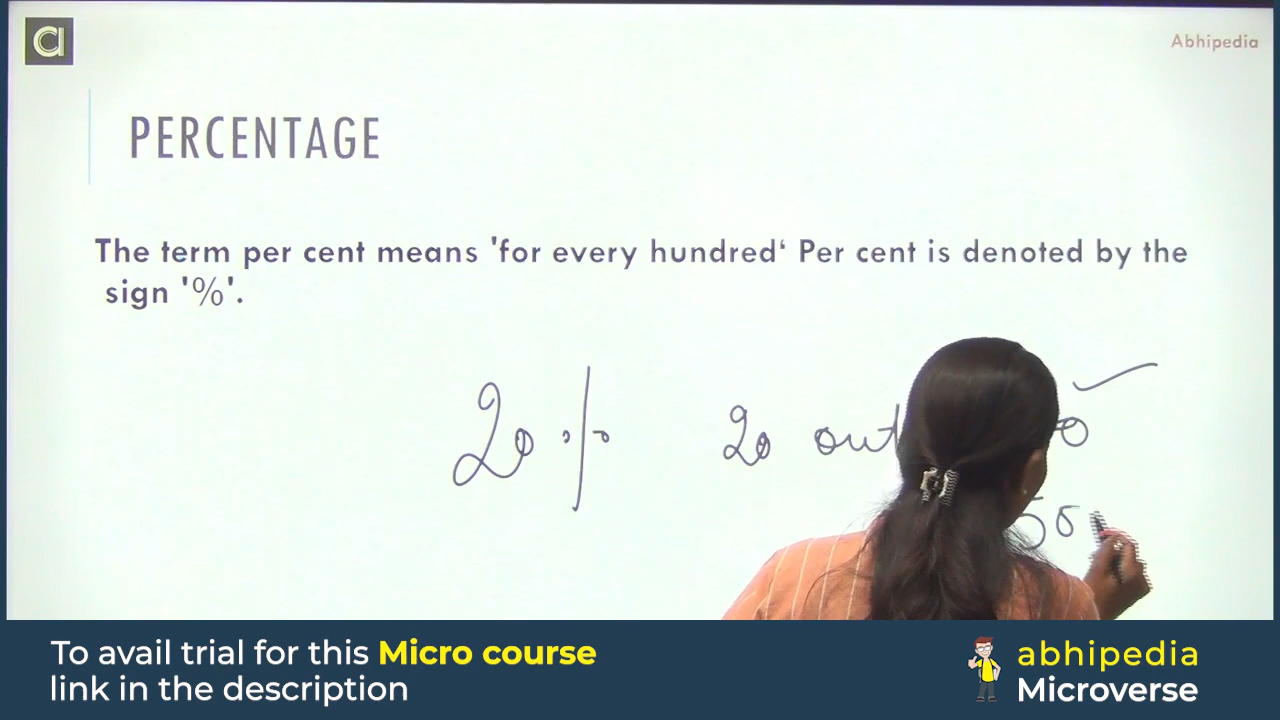 a
Abhipedia
PERCENTAGE
The term per cent means 'for every hundred‘ Per cent is denoted by the
sign '%'.
20 % 20 out
50
To avail trial for this Micro course
link in the description
abhipedia
Microverse